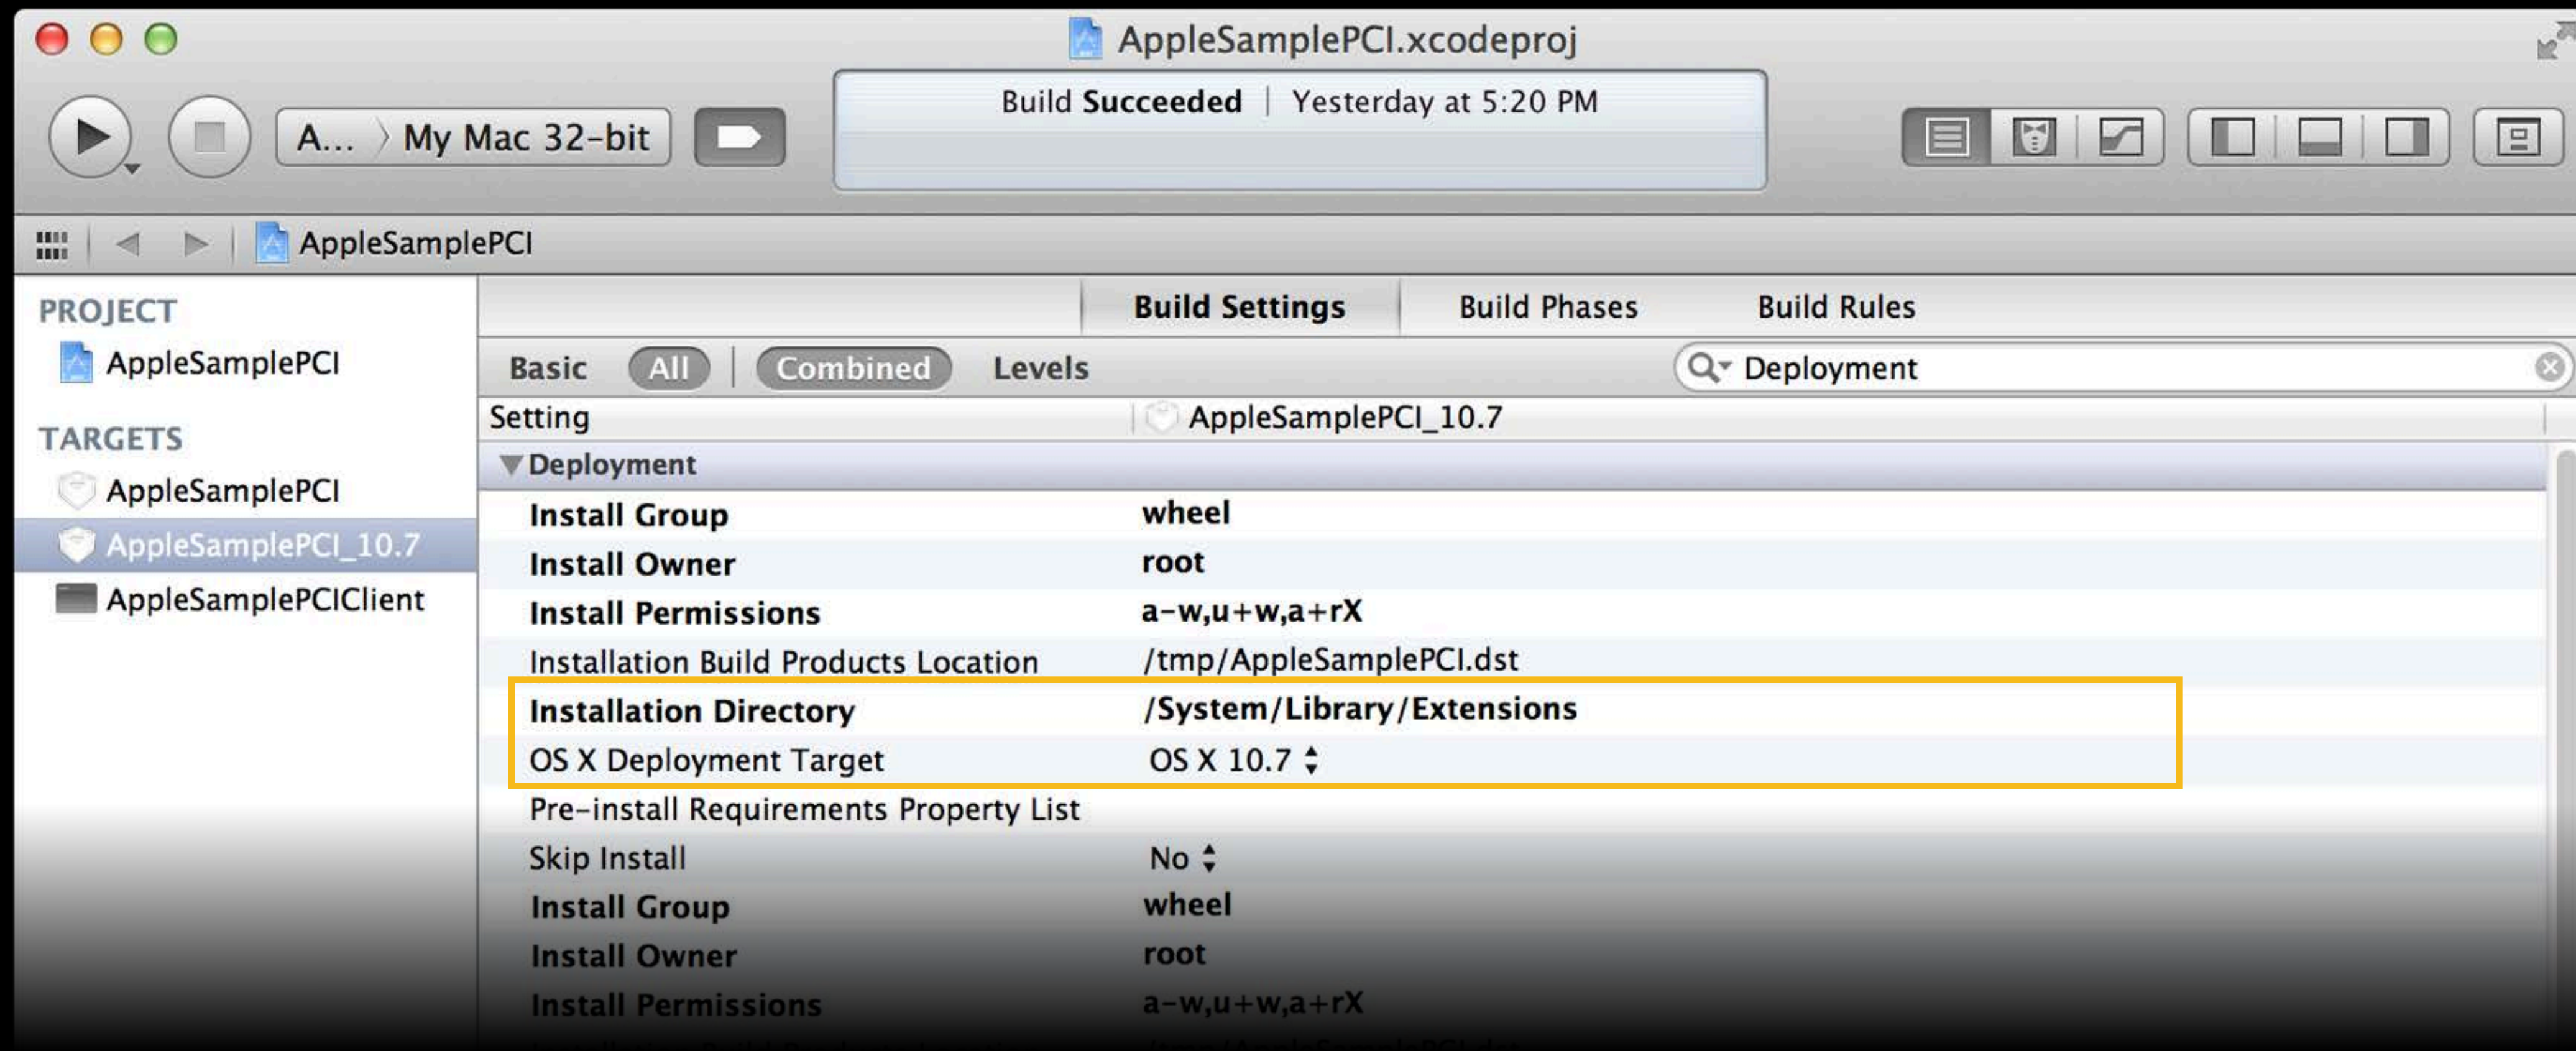 AppleSamplePCI.xcodeproj
Build Succeeded | Yesterday at 5:20 PM
A... 〉 My Mac 32-bit
AppleSamplePCI
PROJECT
AppleSamplePCI
TARGETS
AppleSamplePCI
AppleSamplePCI_10.7
AppleSamplePCIClient
Build Settings Build Phases Build Rules
Basic All | Combined Levels Deployment
Setting AppleSamplePCI_10.7
Deployment
Install Group wheel
Install Owner root
Install Permissions a-w,u+w,a+rX
Installation Build Products Location /tmp/AppleSamplePCI.dst
Installation Directory /System/Library/Extensions
OS X Deployment Target OS X 10.7
Pre-install Requirements Property List
Skip Install No
Install Group wheel
Install Owner root
Install Permissions a-w,u+w,a+rX